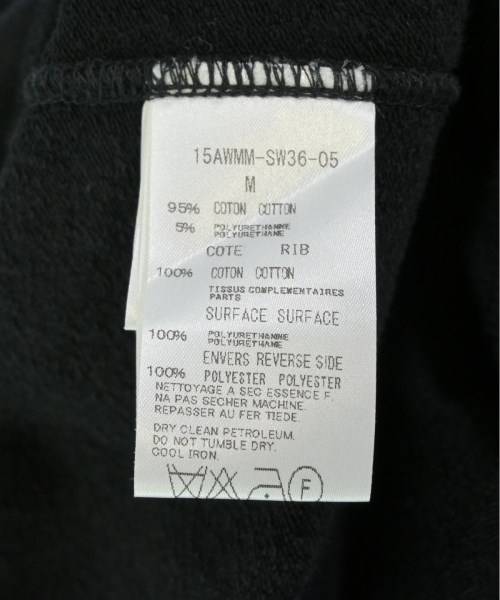 15AWMM-SW36-05
M
95% COTON COTTON
5% POLYURETHANNE
POLYURETHANE
COTE RIB
100% COTON COTTON
TISSUS COMPLEMENTAIRES
PARTS
SURFACE SURFACE
100% POLYURETHANNE
POLYURETHANE
ENVERS REVERSE SIDE
100% POLYESTER POLYESTER
NETTOYAGE A SEC ESSENCE F.
NA PAS SECHER MACHINE.
REPASSER AU FER TIEDE.
DRY CLEAN PETROLEUM.
DO NOT TUMBLE DRY.
COOL IRON.
F